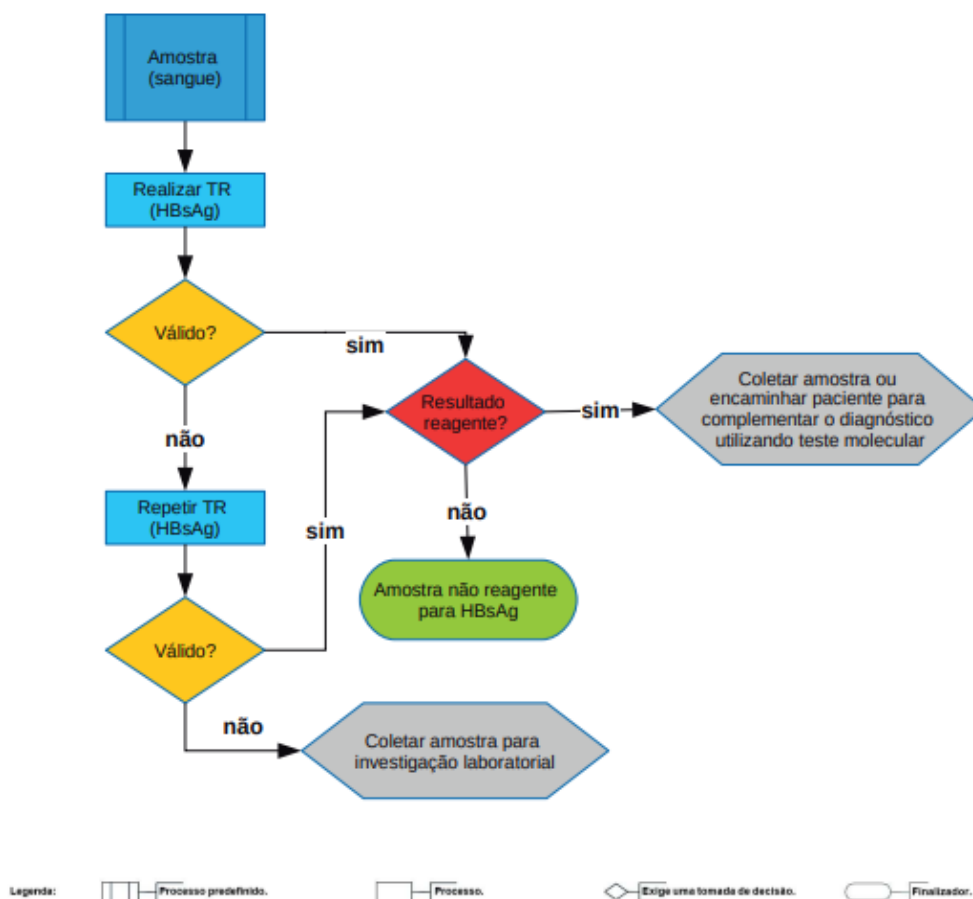 Amostra
(sangue)
Realizar TR
(HBsAg)
Válido?
sim
não
Resultado
reagente?
sim
Coletar amostra ou
encaminhar paciente para
complementar o diagnóstico
utilizando teste molecular
não
Amostra não reagente
para HBsAg
Repetir TR
(HBsAg)
sim
Válido?
não
Coletar amostra para
investigação laboratorial
Legenda:
Processo predefinido.
Processo.
Exige uma tomada de decisão.
Finalizador.